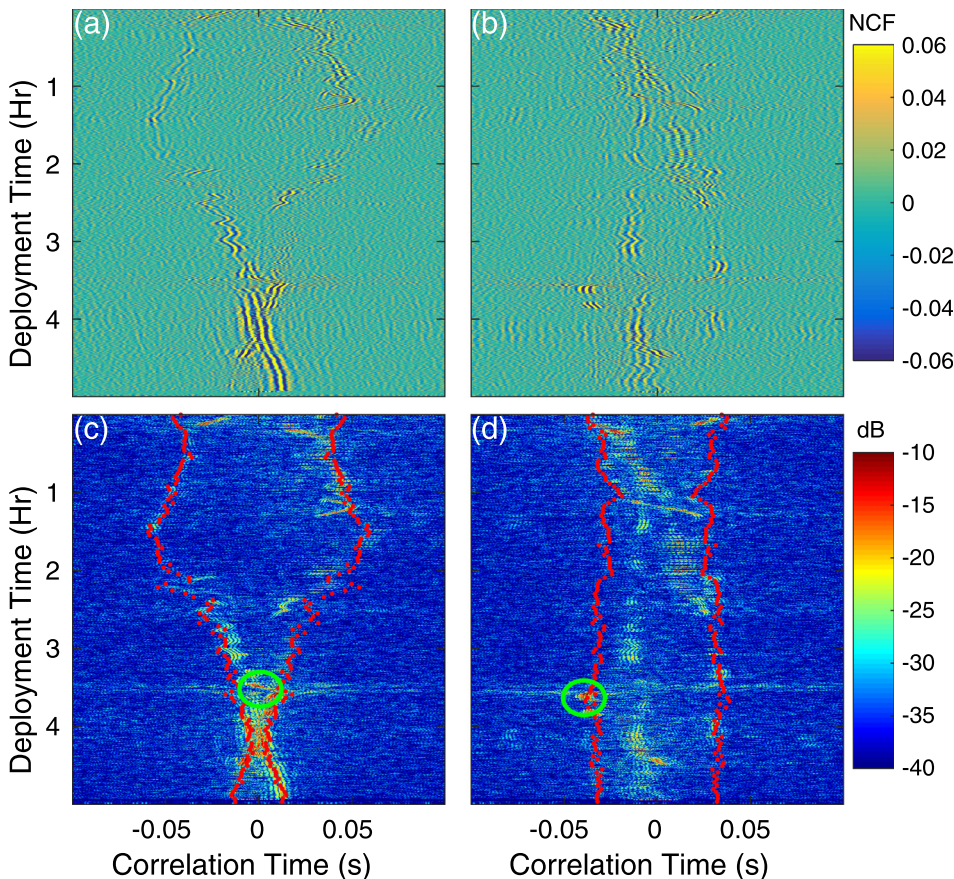 (a)
(b)
NCF
0.06
0.04
0.02
0
-0.02
-0.04
-0.06
Deployment Time (Hr)
1
2
3
4
(c)
(d)
dB
-10
-15
-20
-25
-30
-35
-40
Deployment Time (Hr)
1
2
3
4
-0.05 0 0.05
-0.05 0 0.05
Correlation Time (s)
Correlation Time (s)